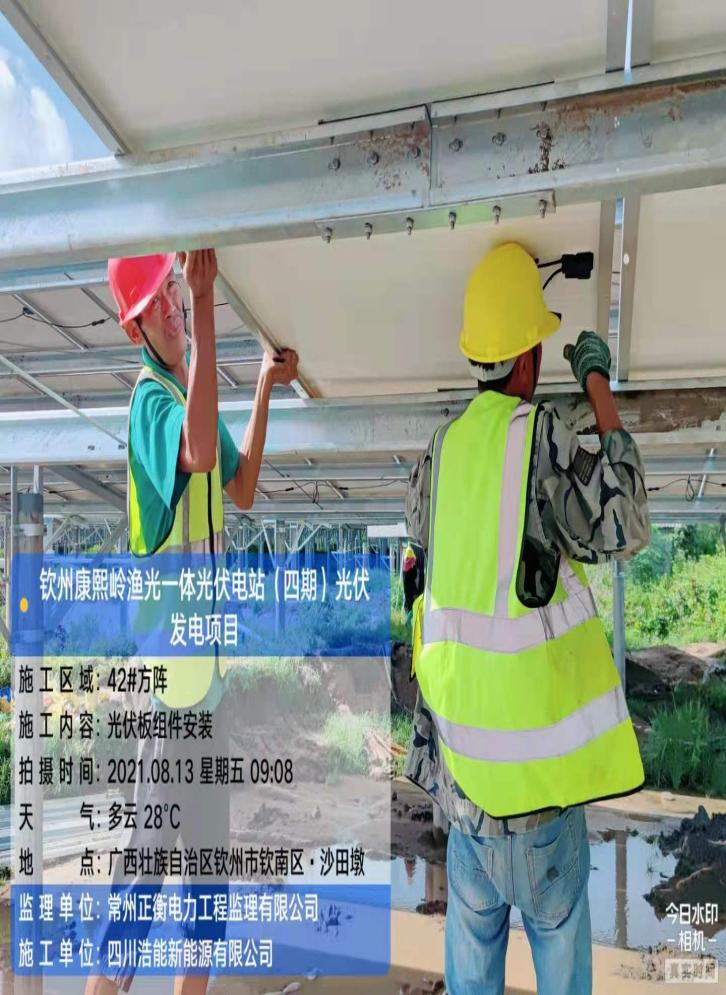 钦州康熙岭渔光一体光伏电站（四期）光伏
发电项目
施工区域：42#方阵
施工内容：光伏板组件安装
拍摄时间：2021.08.13 星期五 09:08
天 气：多云 28℃
地 点：广西壮族自治区钦州市钦南区·沙田墩
监理单位：常州正衡电力工程监理有限公司
施工单位：四川浩能新能源有限公司
今日水印
-相机-
真实时间